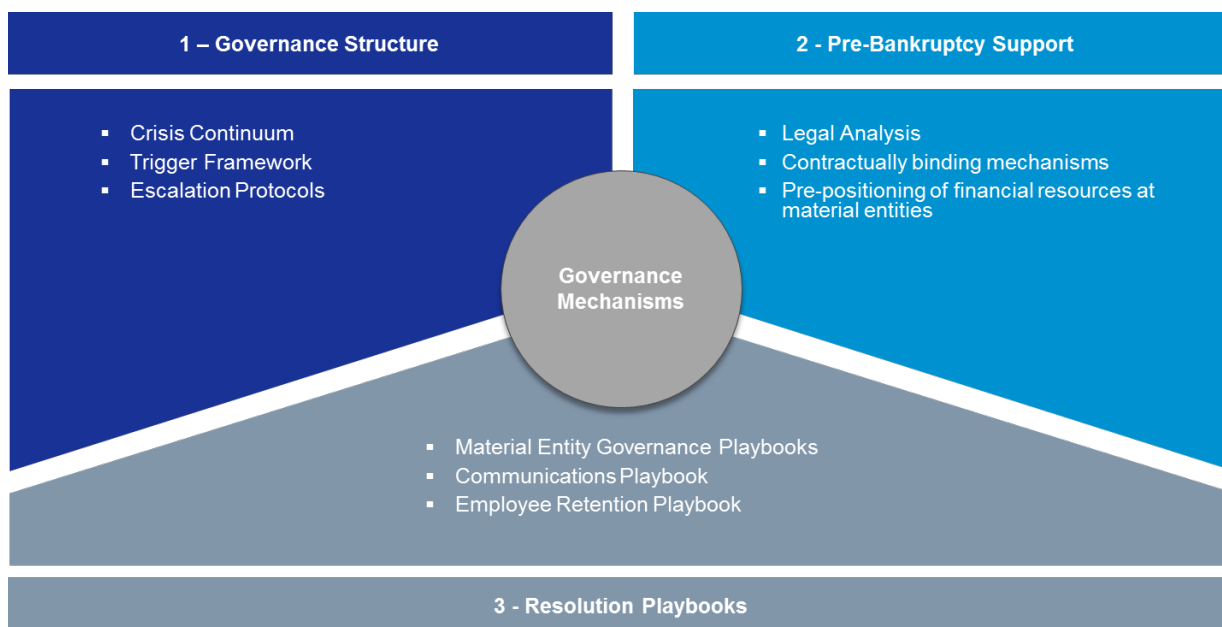 1 – Governance Structure
2 - Pre-Bankruptcy Support
▪ Crisis Continuum
▪ Trigger Framework
▪ Escalation Protocols
▪ Legal Analysis
▪ Contractually binding mechanisms
▪ Pre-positioning of financial resources at
material entities
Governance
Mechanisms
▪ Material Entity Governance Playbooks
▪ Communications Playbook
▪ Employee Retention Playbook
3 - Resolution Playbooks